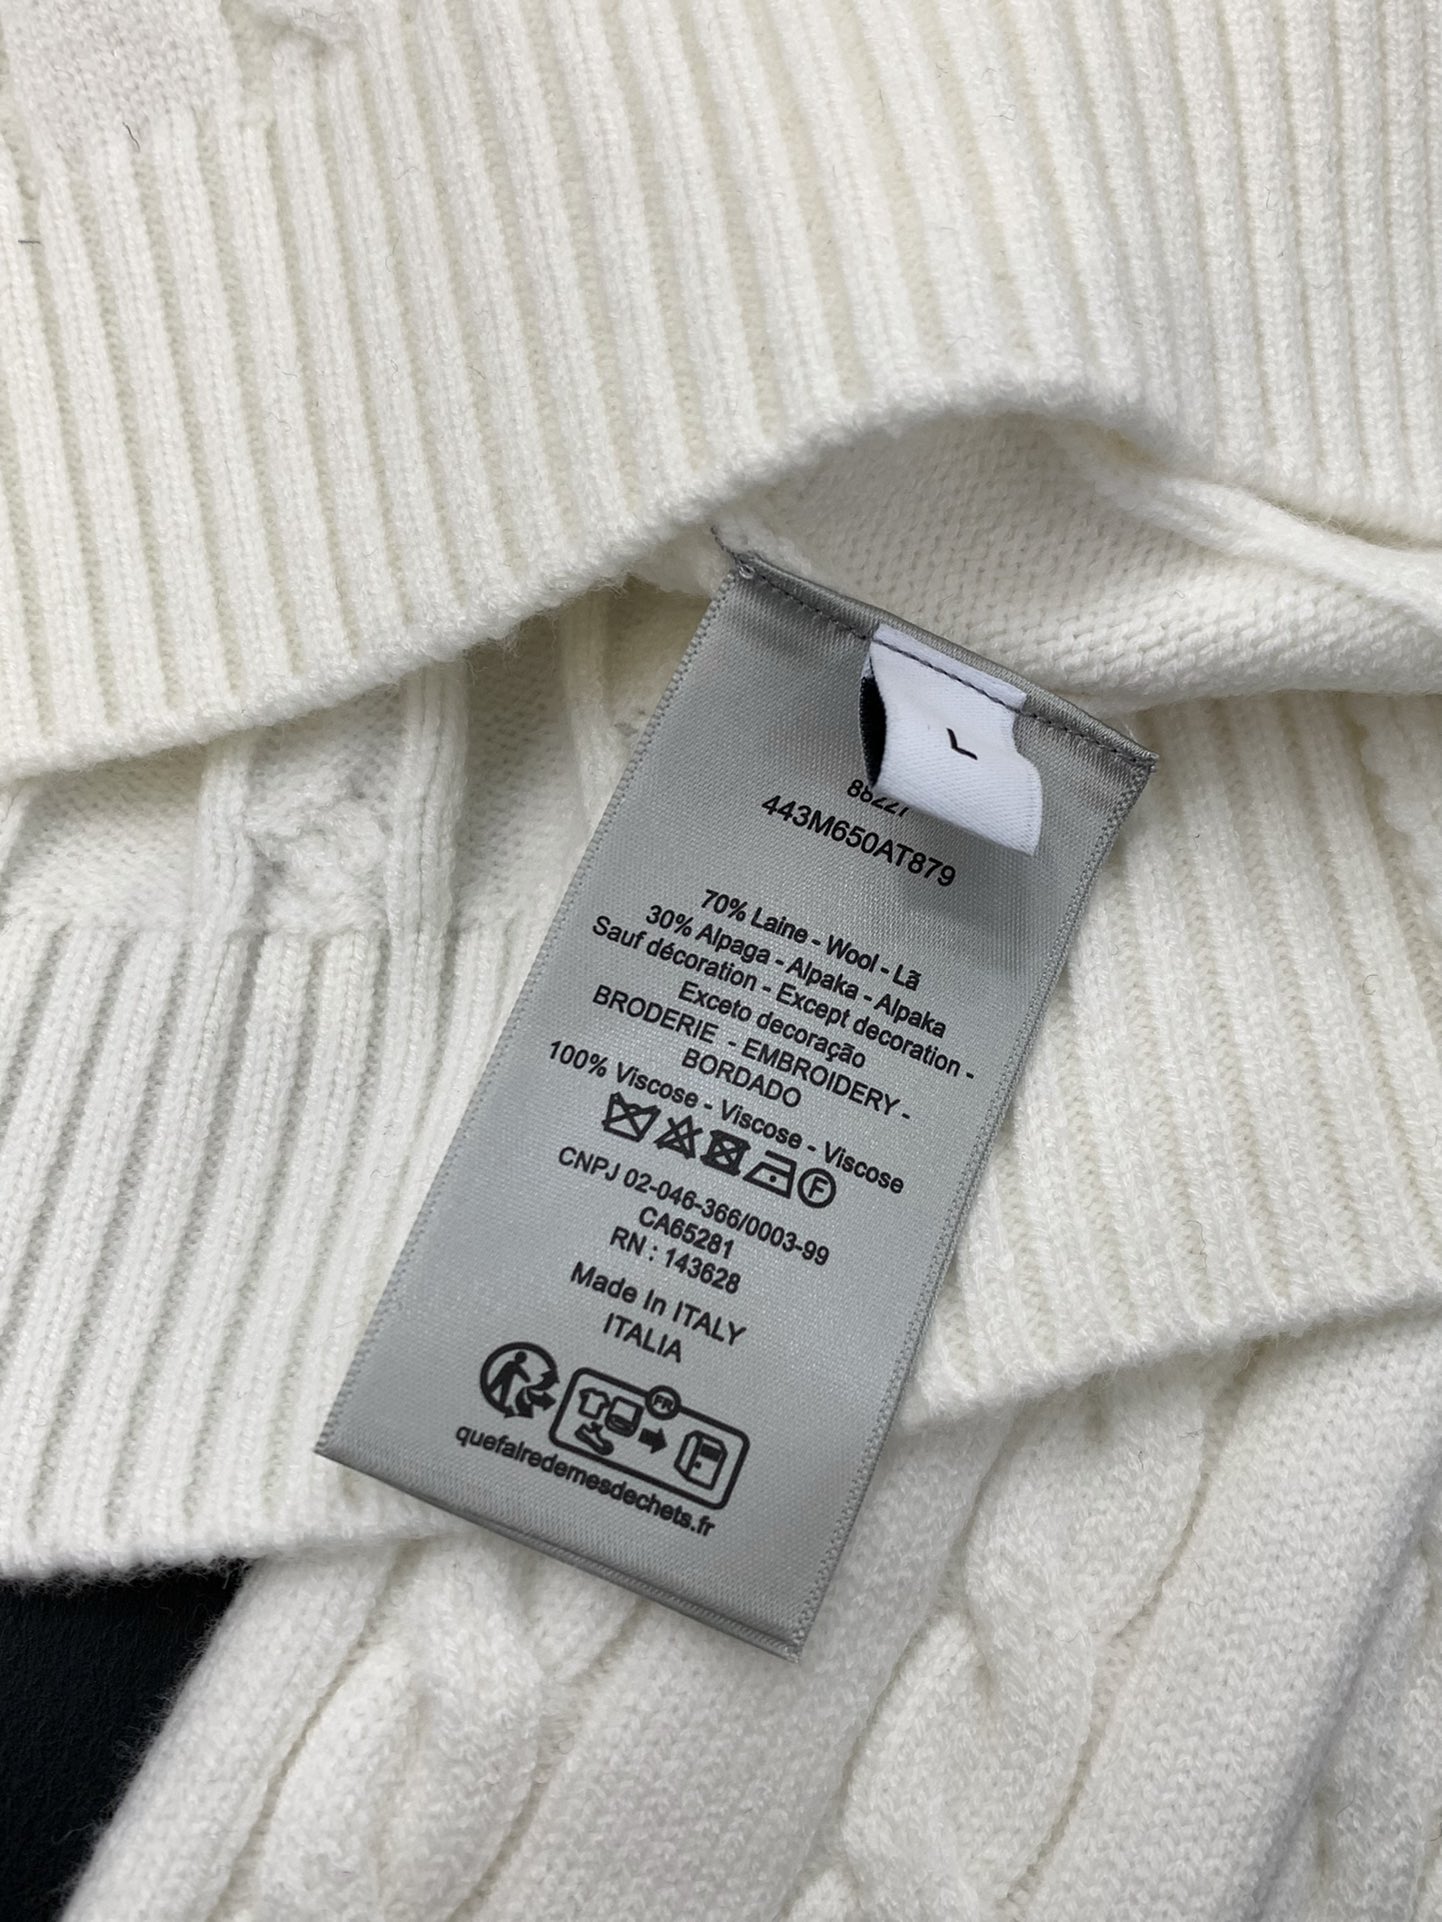 L
443M650AT879
70% Laine - Wool - Lã
30% Alpaga - Alpaka - Alpaka
Sauf décoration - Except decoration -
Exceto decoração
BRODERIE - EMBROIDERY -
BORDADO
100% Viscose - Viscose - Viscose
F
CNPJ 02-046-366/0003-99
CA65281
RN : 143628
Made In ITALY
ITALIA
FR
quefairedemesdechets.fr